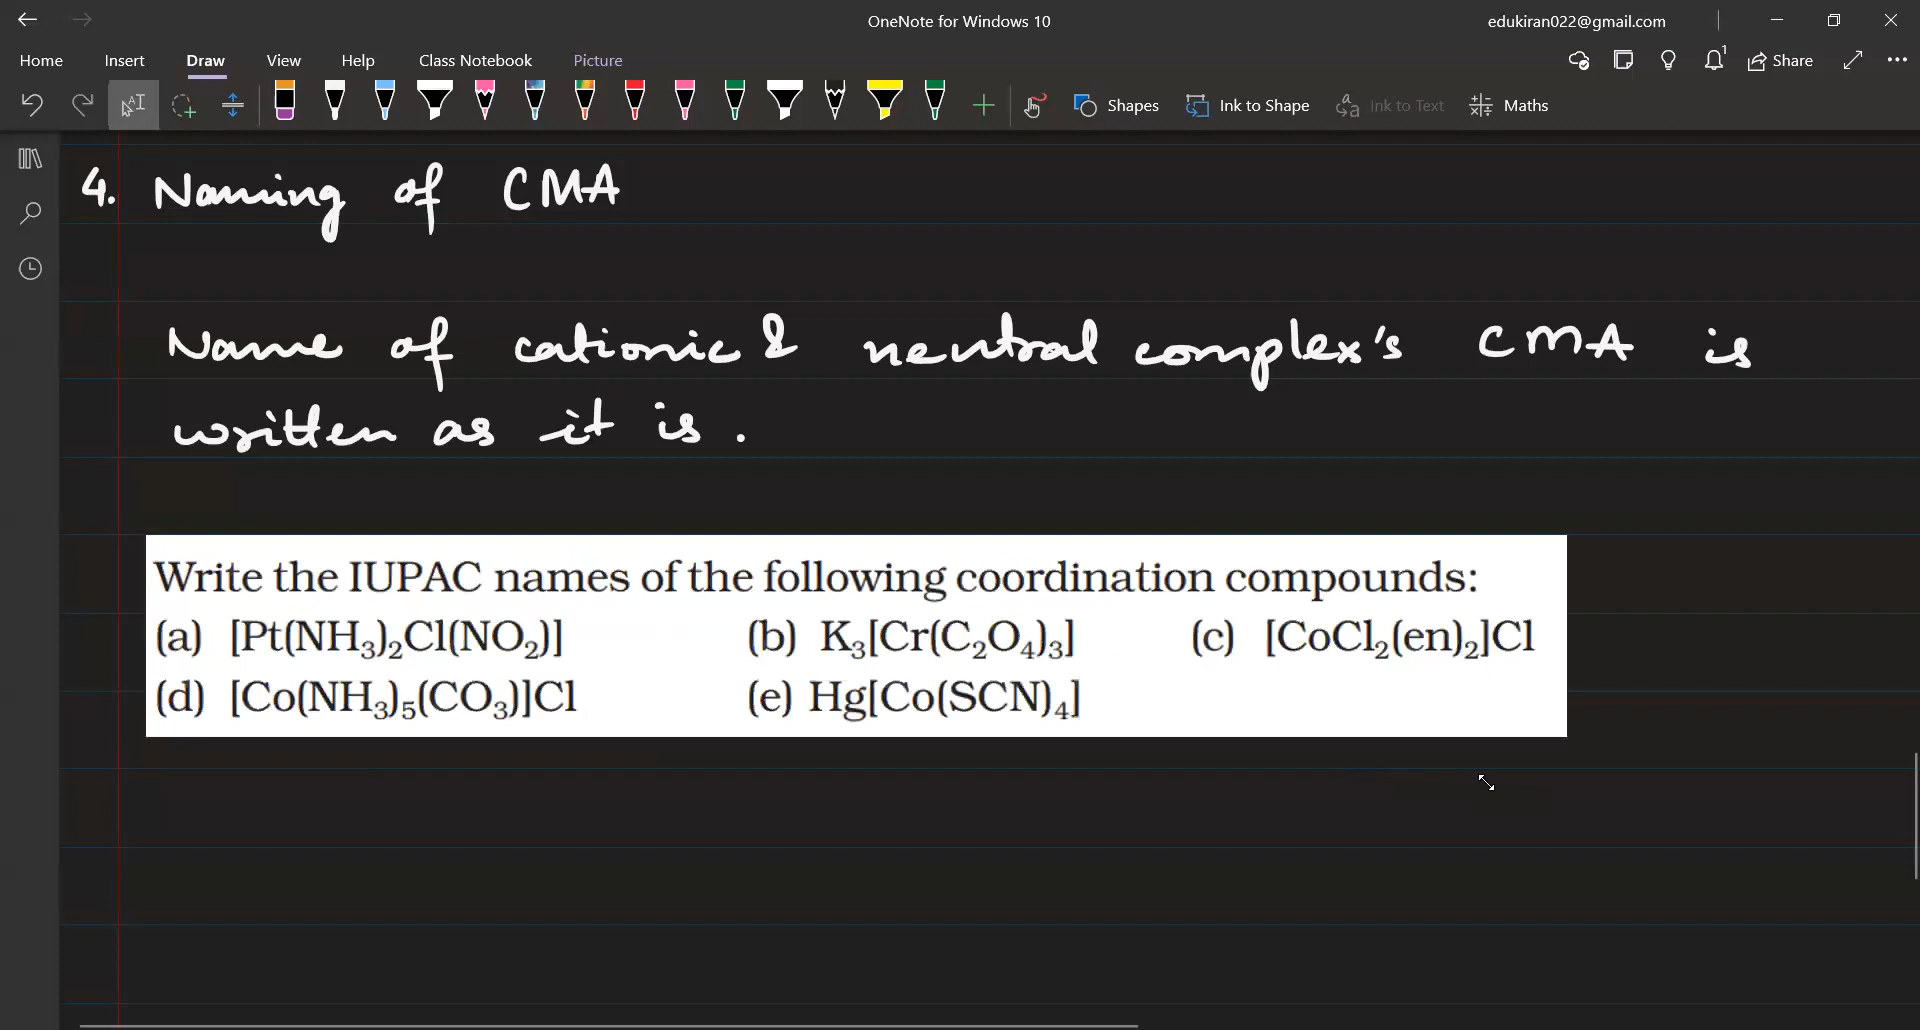 OneNote for Windows 10
edukiran022@gmail.com
Home Insert Draw View Help Class Notebook Picture
1 Share
Shapes Ink to Shape Ink to Text Maths
4. Naming of CMA
Name of cationic & neutral complex's CMA is
written as it is.
Write the IUPAC names of the following coordination compounds:
(a) [Pt(NH₃)₂Cl(NO₂)] (b) K₃[Cr(C₂O₄)₃] (c) [CoCl₂(en)₂]Cl
(d) [Co(NH₃)₅(CO₃)]Cl (e) Hg[Co(SCN)₄]